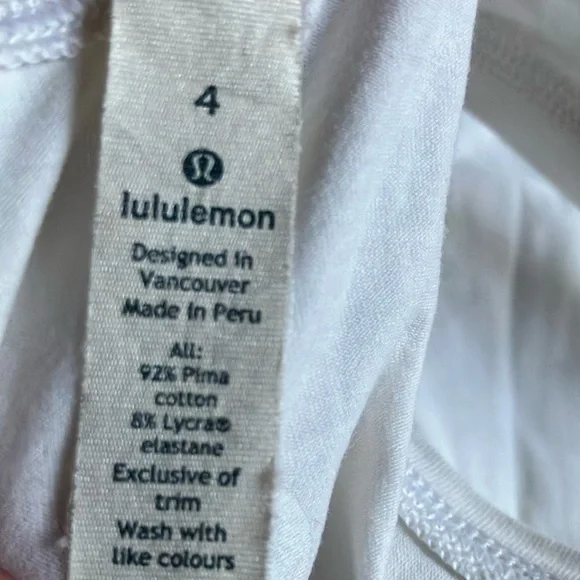 4
lululemon
Designed in
Vancouver
Made in Peru
All:
92% Pima
cotton
8% Lycra®
elastane
Exclusive of
trim
Wash with
like colours